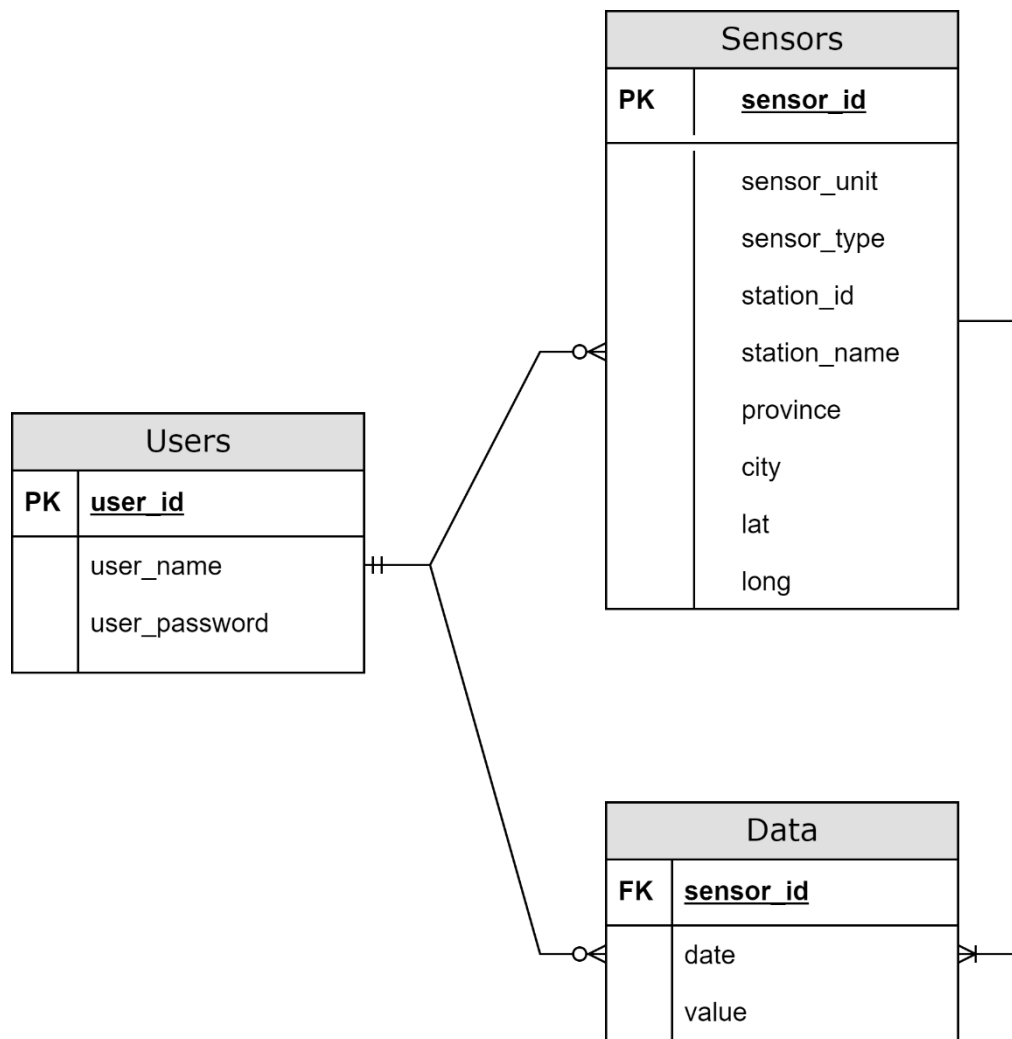 Sensors
PK sensor_id
sensor_unit
sensor_type
station_id
station_name
province
city
lat
long
Users
PK user_id
user_name
user_password
Data
FK sensor_id
date
value